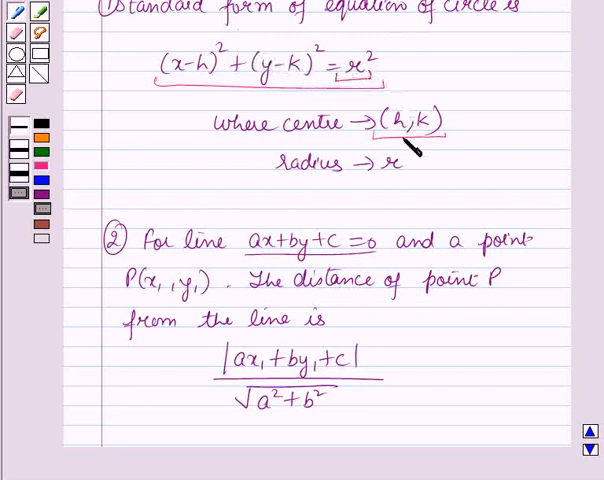 ① Standard form of equation of circle is
(x-h)² + (y-k)² = r²
where centre → (h, k)
radius → r
② For line ax+by+c=0 and a point
P(x₁, y₁). The distance of point P
from the line is
|ax₁+by₁+c|
√a²+b²